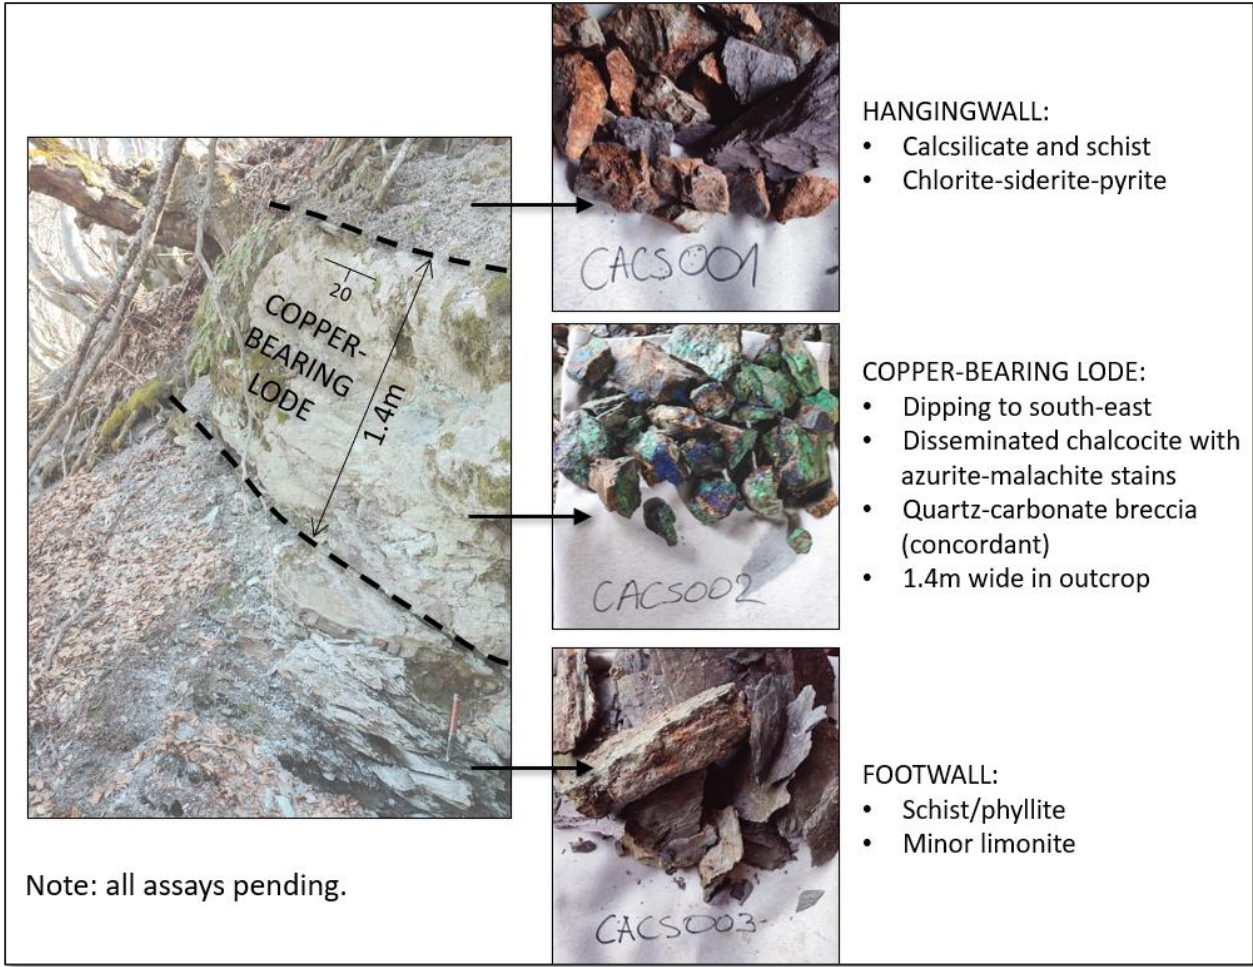 HANGINGWALL:
• Calcsilicate and schist
• Chlorite-siderite-pyrite
CACS001
20
COPPER-
BEARING
LODE
1.4m
COPPER-BEARING LODE:
• Dipping to south-east
• Disseminated chalcocite with
azurite-malachite stains
• Quartz-carbonate breccia
(concordant)
• 1.4m wide in outcrop
CACS002
FOOTWALL:
• Schist/phyllite
• Minor limonite
CACS003
Note: all assays pending.